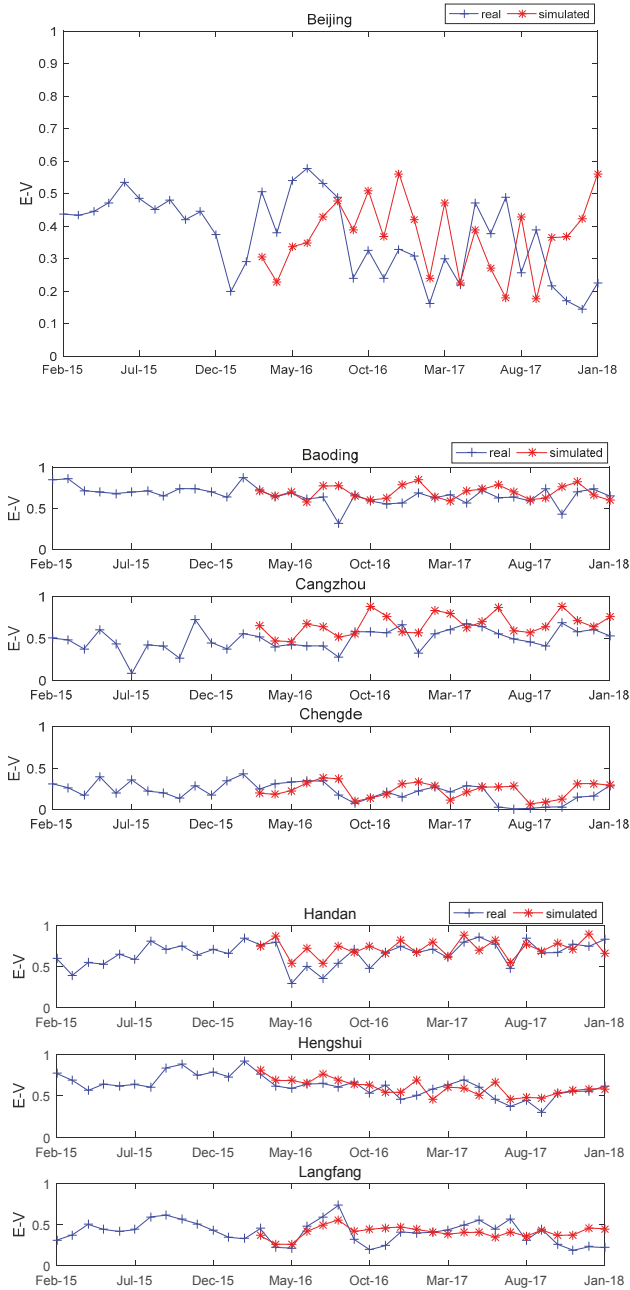 Beijing
real simulated
1
0.9
0.8
0.7
0.6
0.5
0.4
0.3
0.2
0.1
0
E-V
Feb-15 Jul-15 Dec-15 May-16 Oct-16 Mar-17 Aug-17 Jan-18
Baoding
real simulated
1
0.5
0
E-V
Feb-15 Jul-15 Dec-15 May-16 Oct-16 Mar-17 Aug-17 Jan-18
Cangzhou
1
0.5
0
E-V
Feb-15 Jul-15 Dec-15 May-16 Oct-16 Mar-17 Aug-17 Jan-18
Chengde
1
0.5
0
E-V
Feb-15 Jul-15 Dec-15 May-16 Oct-16 Mar-17 Aug-17 Jan-18
Handan
real simulated
1
0.5
0
E-V
Feb-15 Jul-15 Dec-15 May-16 Oct-16 Mar-17 Aug-17 Jan-18
Hengshui
1
0.5
0
E-V
Feb-15 Jul-15 Dec-15 May-16 Oct-16 Mar-17 Aug-17 Jan-18
Langfang
1
0.5
0
E-V
Feb-15 Jul-15 Dec-15 May-16 Oct-16 Mar-17 Aug-17 Jan-18